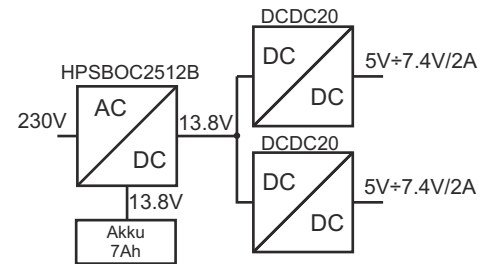 DCDC20
DC
5V÷7.4V/2A
DC
HPSBOC2512B
AC
230V
13.8V
DC
DCDC20
DC
5V÷7.4V/2A
DC
13.8V
Akku
7Ah